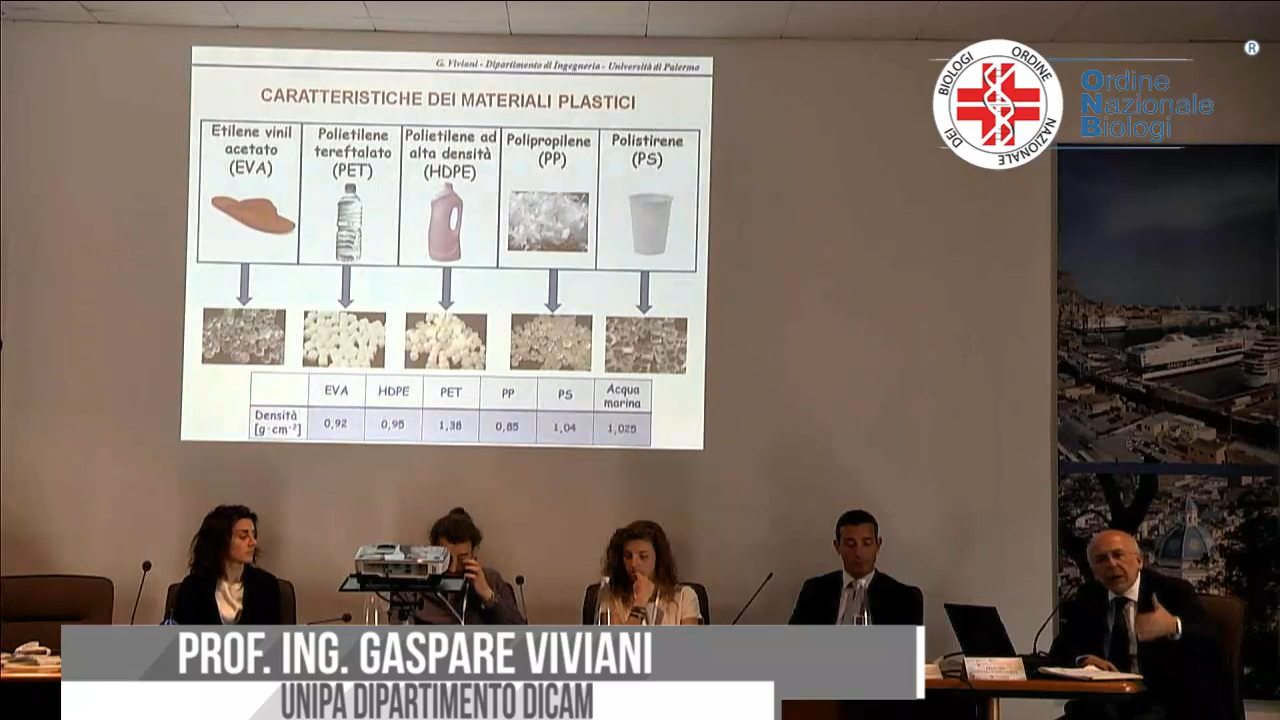 G. Viviani - Dipartimento di Ingegneria - Università di Palermo
CARATTERISTICHE DEI MATERIALI PLASTICI
Etilene vinil
acetato
(EVA)
Polietilene
tereftalato
(PET)
Polietilene ad
alta densità
(HDPE)
Polipropilene
(PP)
Polistirene
(PS)
EVA HDPE PET PP PS Acqua
marina
Densità
[g·cm⁻³] 0,92 0,95 1,38 0,85 1,04 1,025
ORDINE NAZIONALE DEI BIOLOGI
Ordine
Nazionale
Biologi
®
PROF. ING. GASPARE VIVIANI
UNIPA DIPARTIMENTO DICAM